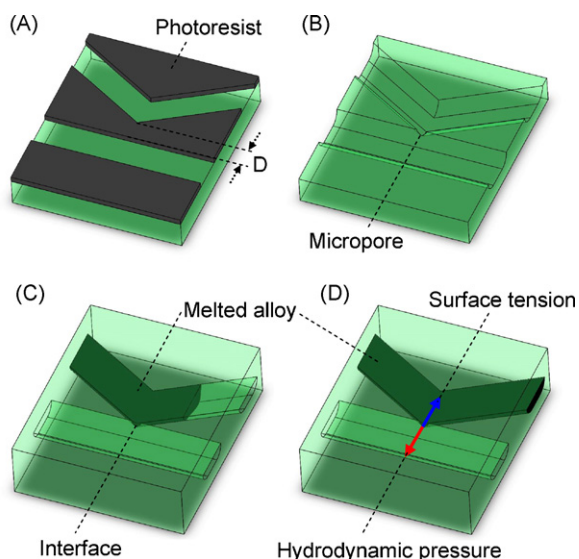 (A)
Photoresist
D
(B)
Micropore
(C)
Melted alloy
Interface
(D)
Surface tension
Hydrodynamic pressure